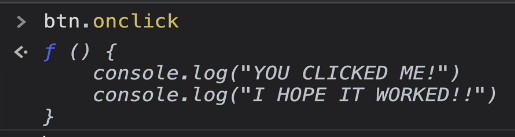 > btn.onclick
<· ƒ () {
console.log("YOU CLICKED ME!")
console.log("I HOPE IT WORKED!!")
}